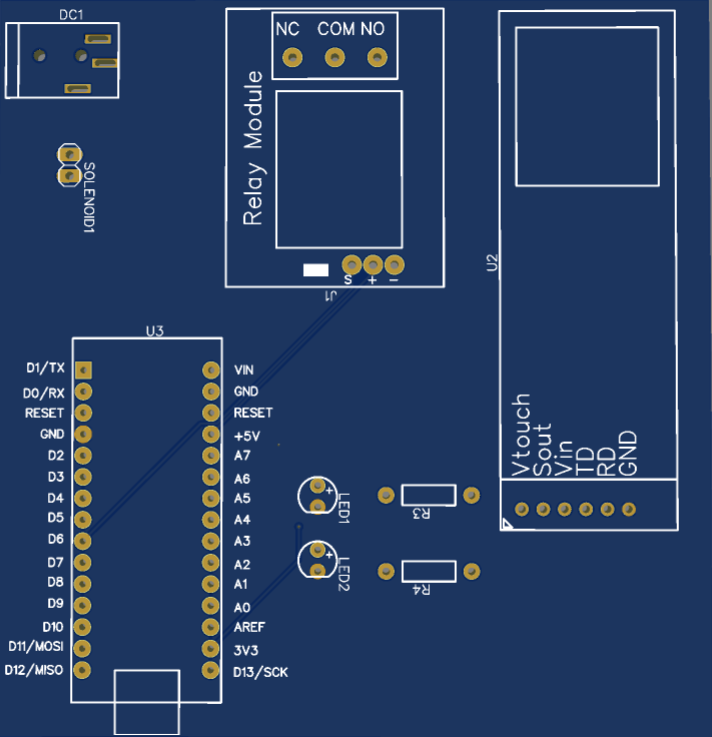 DC1
SOLENOID1
NC COM NO
Relay Module
S + -
J1
U2
Vtouch
Sout
Vin
TD
RD
GND
U3
D1/TX
D0/RX
RESET
GND
D2
D3
D4
D5
D6
D7
D8
D9
D10
D11/MOSI
D12/MISO
VIN
GND
RESET
+5V
A7
A6
A5
A4
A3
A2
A1
A0
AREF
3V3
D13/SCK
+
LED1
+
LED2
R3
R4